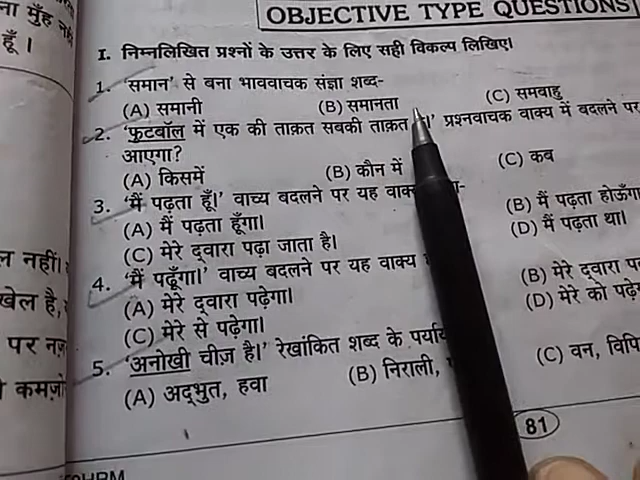 ना मुँह नहीं
हूँ ।
OBJECTIVE TYPE QUESTIONS
I. निम्नलिखित प्रश्नों के उत्तर के लिए सही विकल्प लिखिए।
1. 'समान' से बना भाववाचक संज्ञा शब्द-
(A) समानी (B) समानता (C) समवाहु
2. 'फुटबॉल में एक की ताक़त सबकी ताक़त ।' प्रश्नवाचक वाक्य में बदलने पर
आएगा?
(A) किसमें (B) कौन में (C) कब
3. 'मैं पढ़ता हूँ।' वाच्य बदलने पर यह वाक्
(A) मैं पढ़ता हूँगा। (B) मैं पढ़ता होऊँगा
(C) मेरे द्वारा पढ़ा जाता है। (D) मैं पढ़ता था।
4. 'मैं पढूँगा।' वाच्य बदलने पर यह वाक्य
(A) मेरे द्वारा पढ़ेगा। (B) मेरे द्वारा
(C) मेरे से पढ़ेगा। (D) मेरे को पढ़े
5. 'अनोखी चीज़ है।' रेखांकित शब्द के पर्याय
(A) अद्भुत, हवा (B) निराली, (C) वन, विपि
ल नहीं।
खेल है,
पर नज़
कमज़ो
81